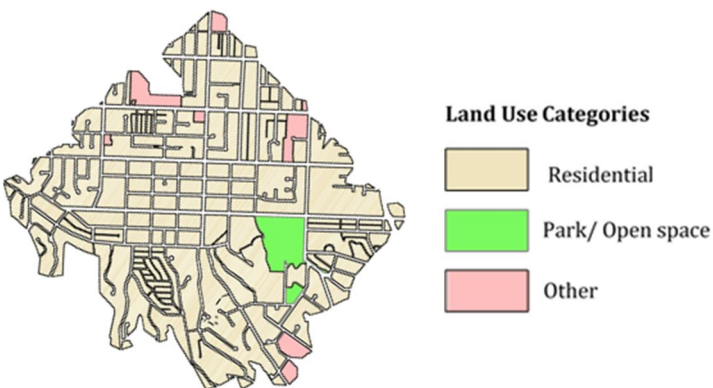 Land Use Categories
Residential
Park/ Open space
Other